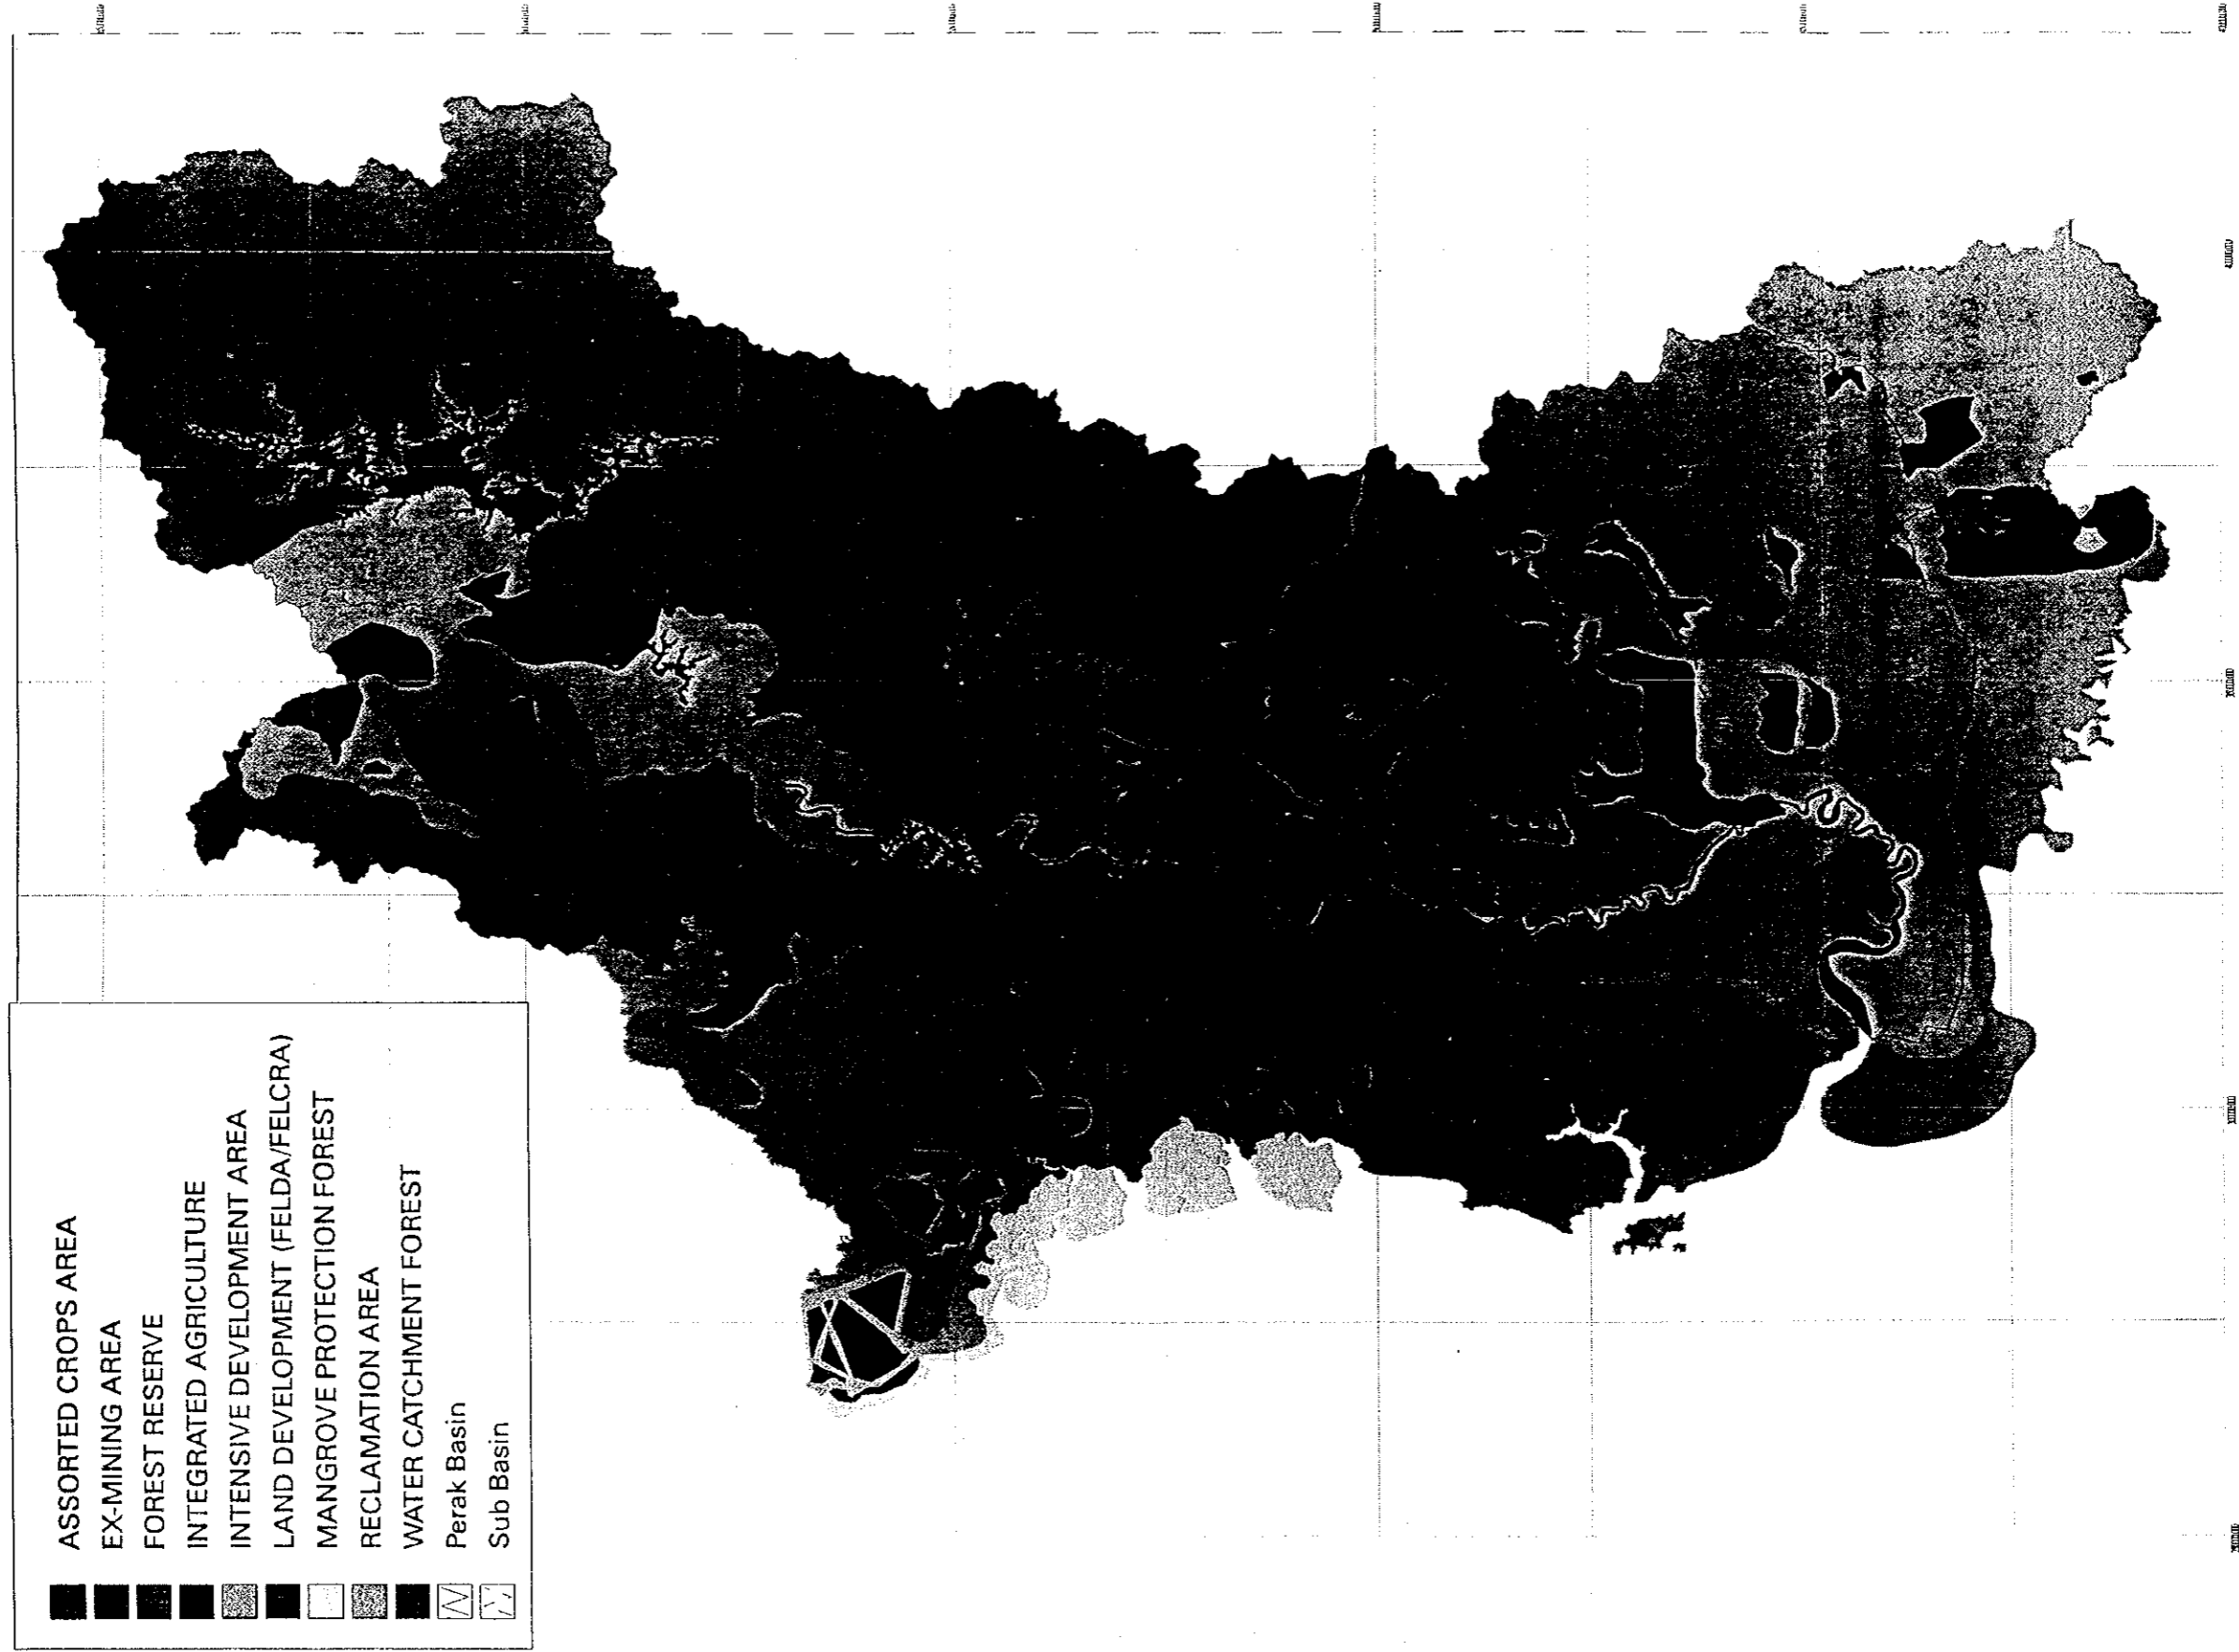 ASSORTED CROPS AREA
EX-MINING AREA
FOREST RESERVE
INTEGRATED AGRICULTURE
INTENSIVE DEVELOPMENT AREA
LAND DEVELOPMENT (FELDA/FELCRA)
MANGROVE PROTECTION FOREST
RECLAMATION AREA
WATER CATCHMENT FOREST
Perak Basin
Sub Basin